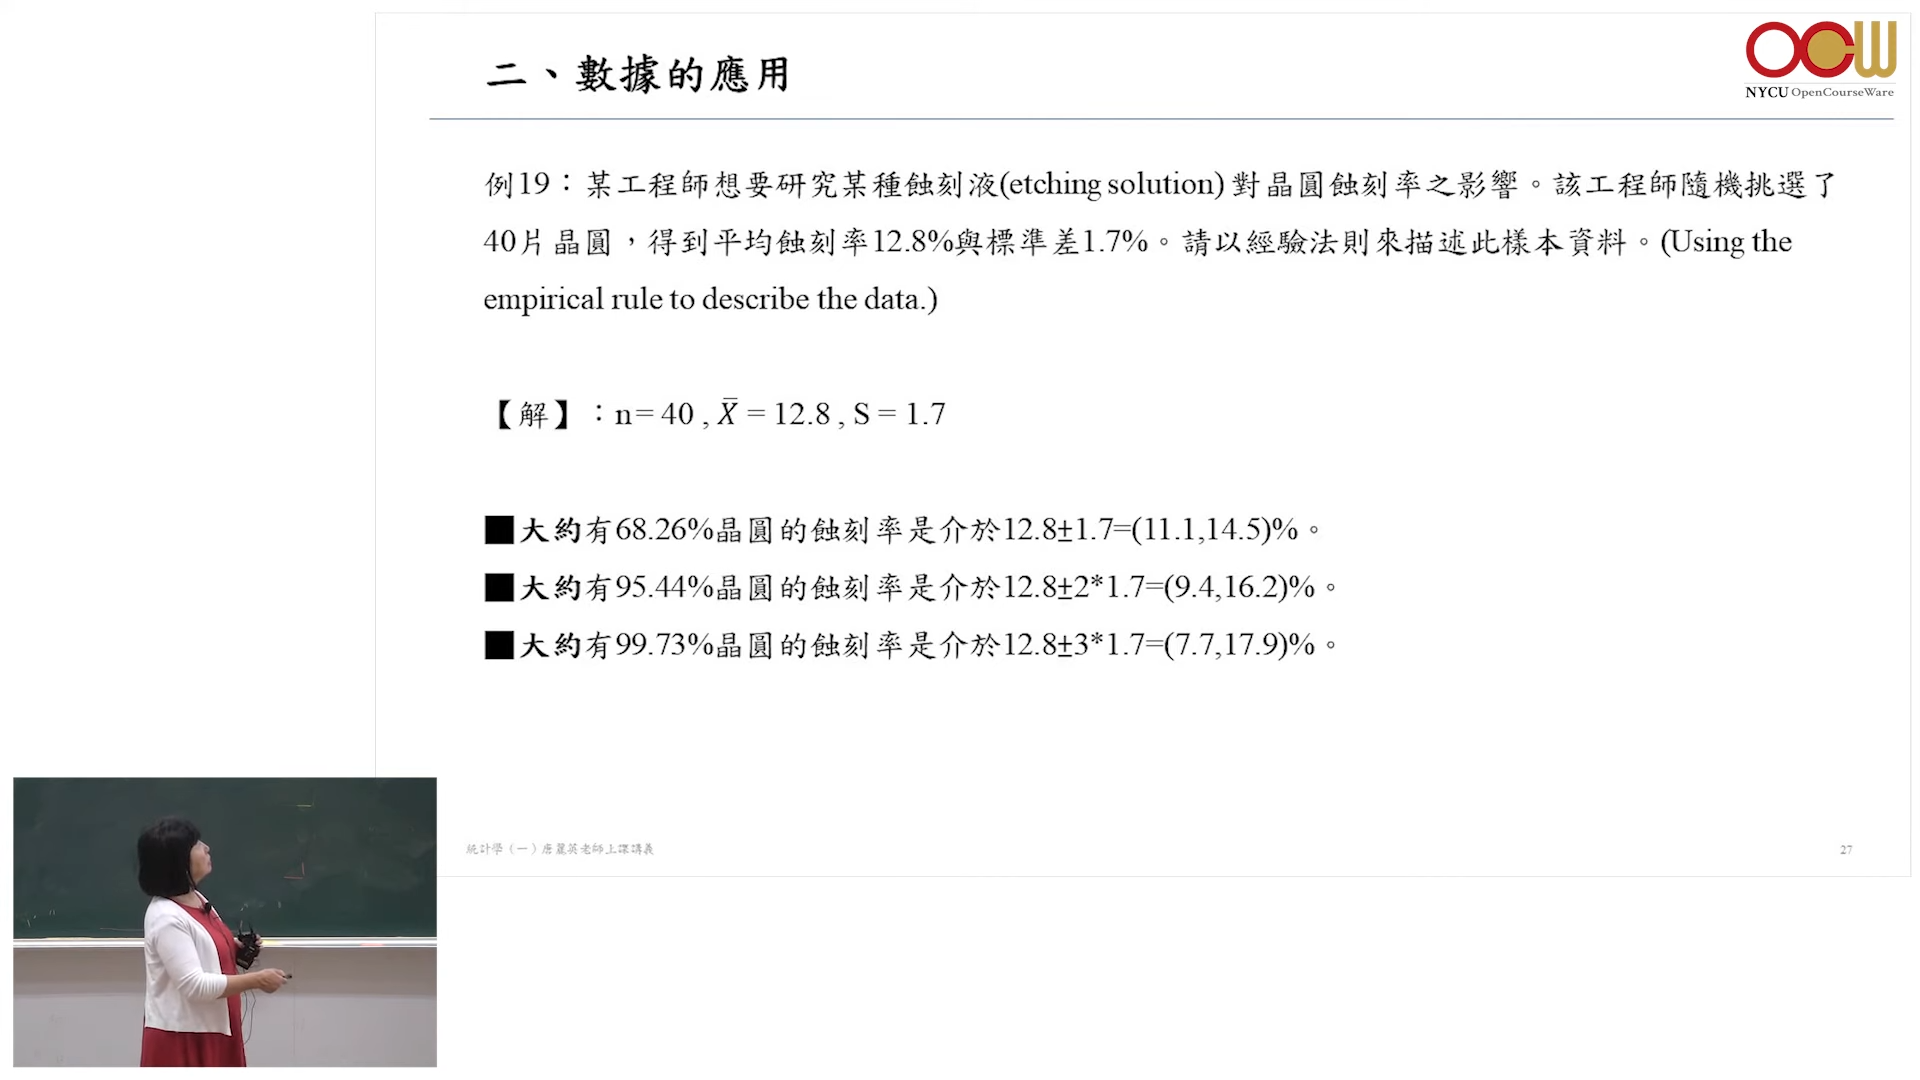 二、數據的應用
OCW
NYCU OpenCourseWare
例19：某工程師想要研究某種蝕刻液(etching solution) 對晶圓蝕刻率之影響。該工程師隨機挑選了
40片晶圓，得到平均蝕刻率12.8%與標準差1.7%。請以經驗法則來描述此樣本資料。(Using the
empirical rule to describe the data.)
【解】：n= 40 , X̄ = 12.8 , S = 1.7
■大約有68.26%晶圓的蝕刻率是介於12.8±1.7=(11.1,14.5)%。
■大約有95.44%晶圓的蝕刻率是介於12.8±2*1.7=(9.4,16.2)%。
■大約有99.73%晶圓的蝕刻率是介於12.8±3*1.7=(7.7,17.9)%。
統計學（一）唐麗英老師上課講義
27